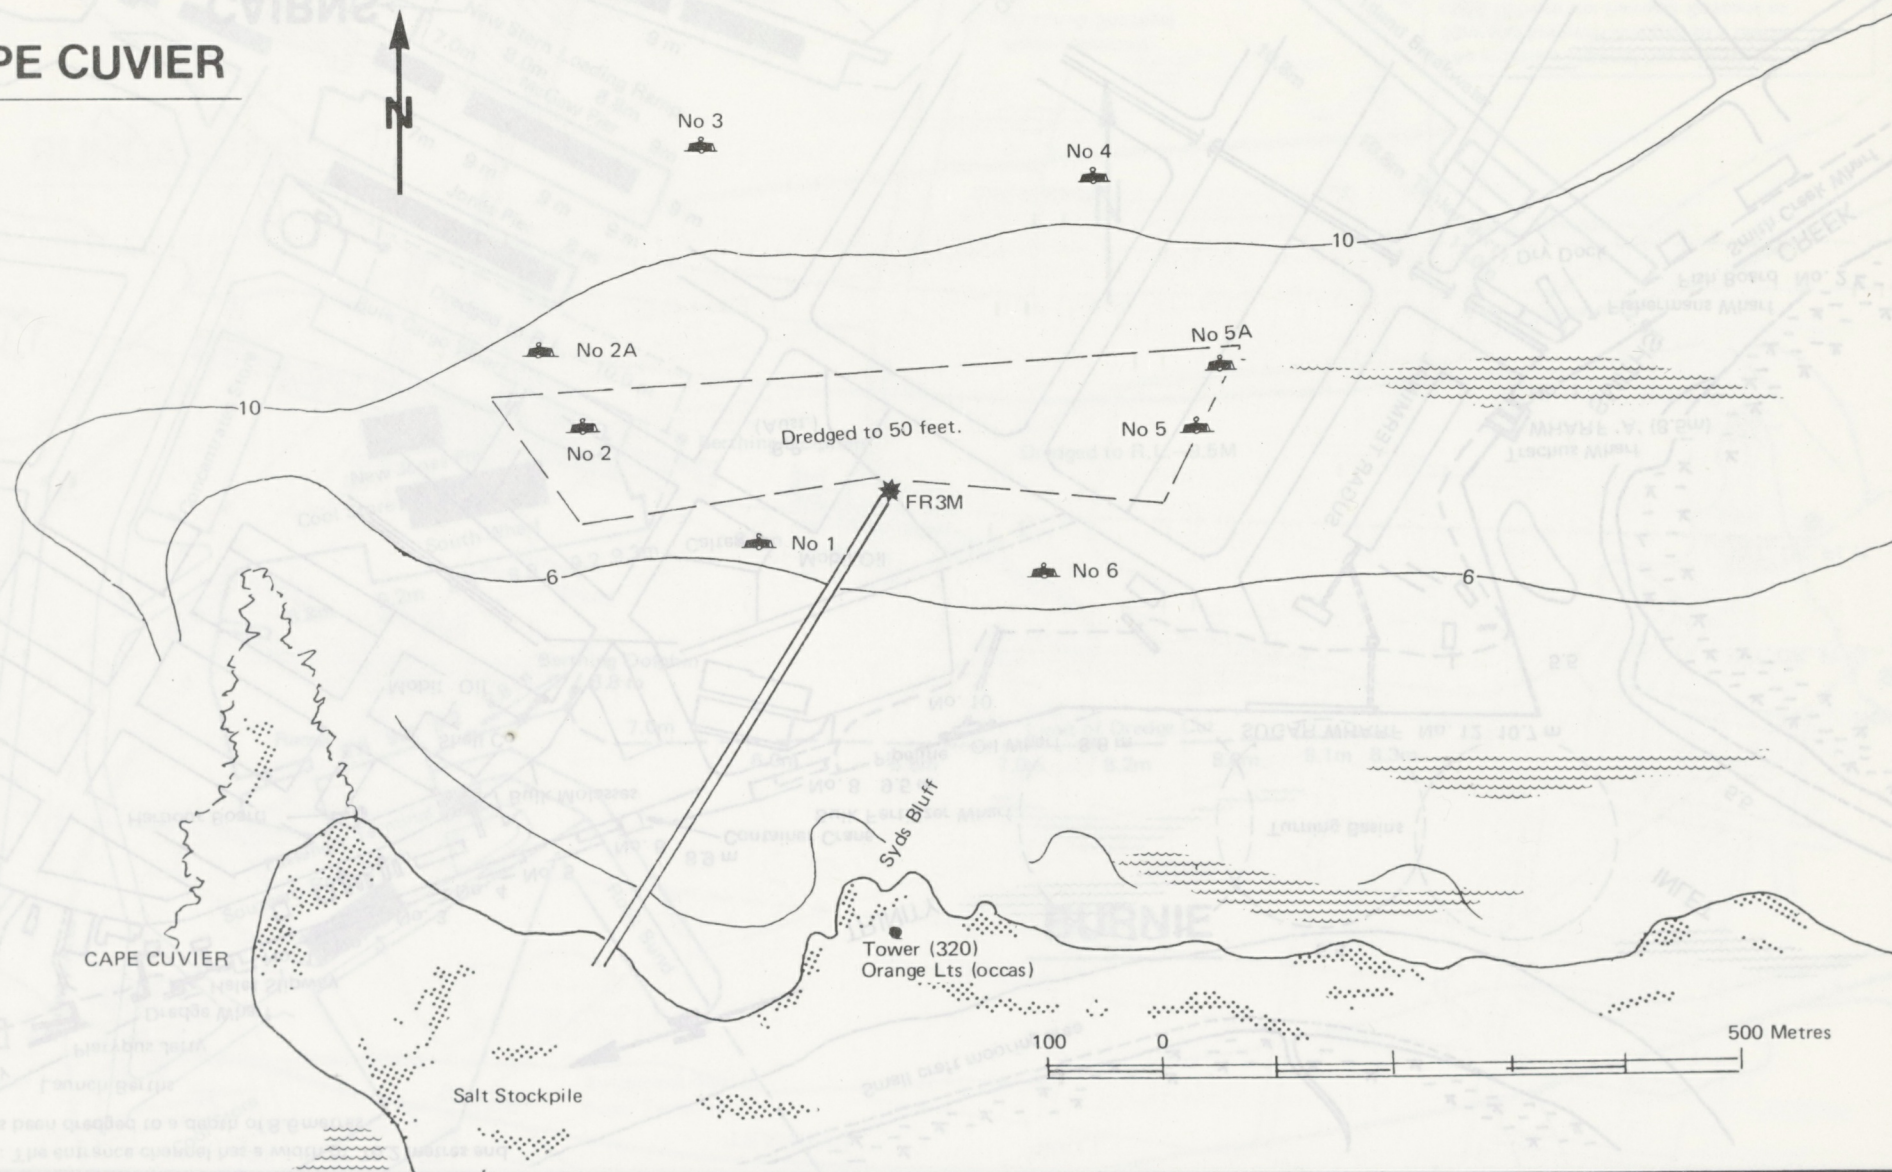 PE CUVIER
N
No 3
No 4
10
No 5A
No 2A
10
No 5
Dredged to 50 feet.
No 2
FR3M
No 1
No 6
6
6
Syds Bluff
CAPE CUVIER
Tower (320)
Orange Lts (occas)
100
0
500 Metres
Salt Stockpile